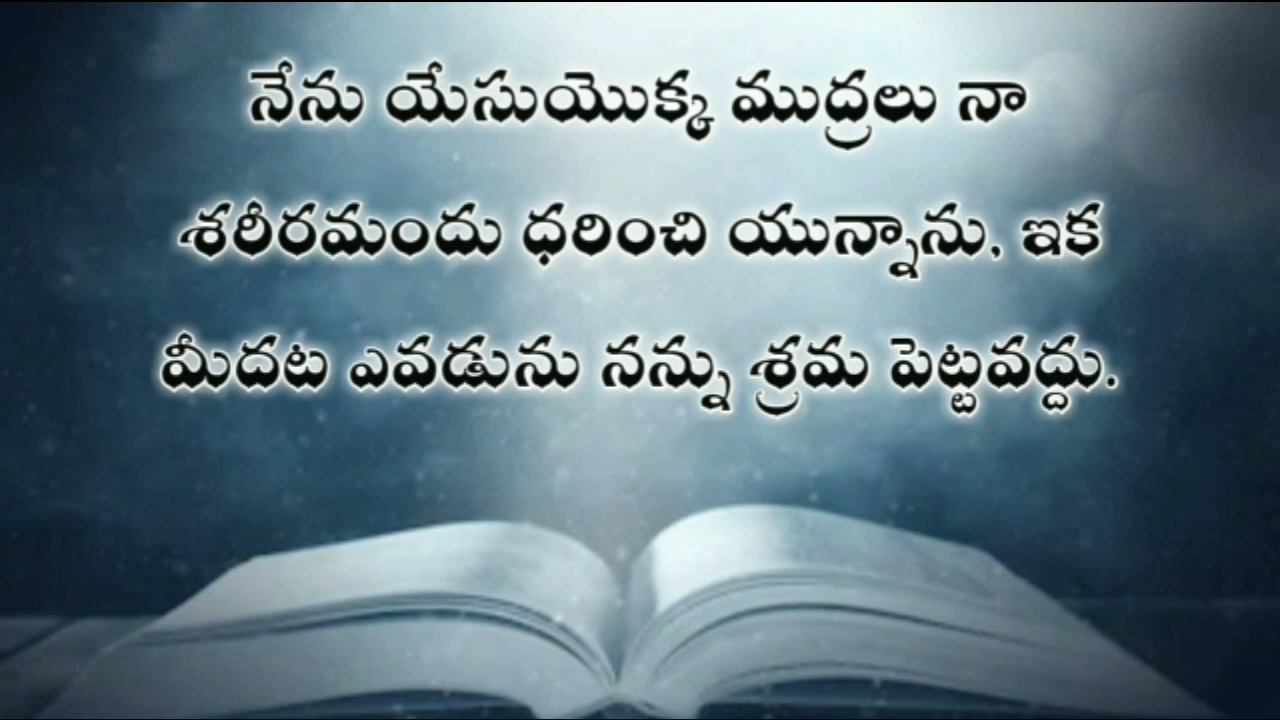 నేను యేసుయొక్క ముద్రలు నా
శరీరమందు ధరించి యున్నాను, ఇక
మీదట ఎవడును నన్ను శ్రమ పెట్టవద్దు.